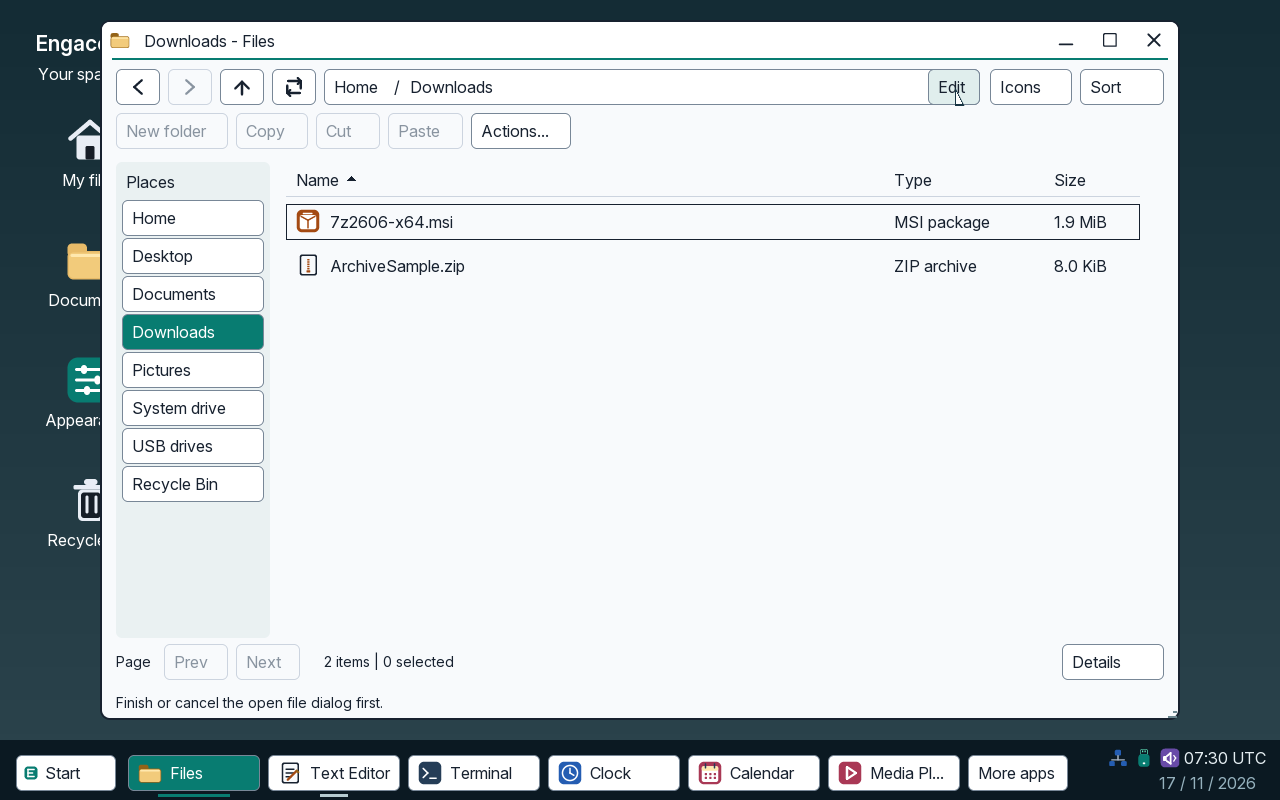 Downloads - Files
Home / Downloads
Edit
Icons
Sort
New folder
Copy
Cut
Paste
Actions...
Places
Home
Desktop
Documents
Downloads
Pictures
System drive
USB drives
Recycle Bin
Name Type Size
7z2606-x64.msi MSI package 1.9 MiB
ArchiveSample.zip ZIP archive 8.0 KiB
Page Prev Next 2 items | 0 selected
Details
Finish or cancel the open file dialog first.
Engac
Your spa
My fil
Docum
Appear
Recycle
Start
Files
Text Editor
Terminal
Clock
Calendar
Media Pl...
More apps
07:30 UTC
17 / 11 / 2026